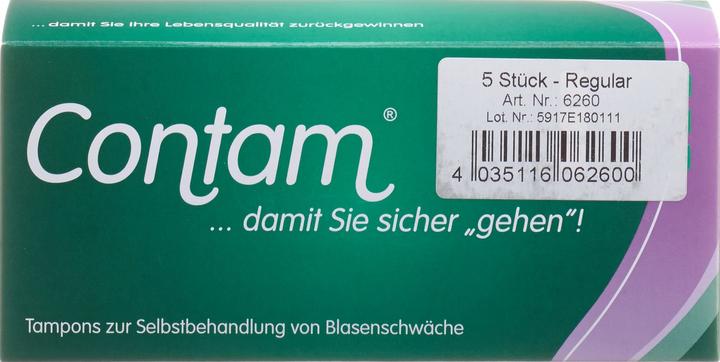 ... damit Sie Ihre Lebensqualität zurückgewinnen
5 Stück - Regular
Art. Nr.: 6260
Lot. Nr.: 5917E180111
4 035116 062600
Contam®
... damit Sie sicher „gehen“!
Tampons zur Selbstbehandlung von Blasenschwäche